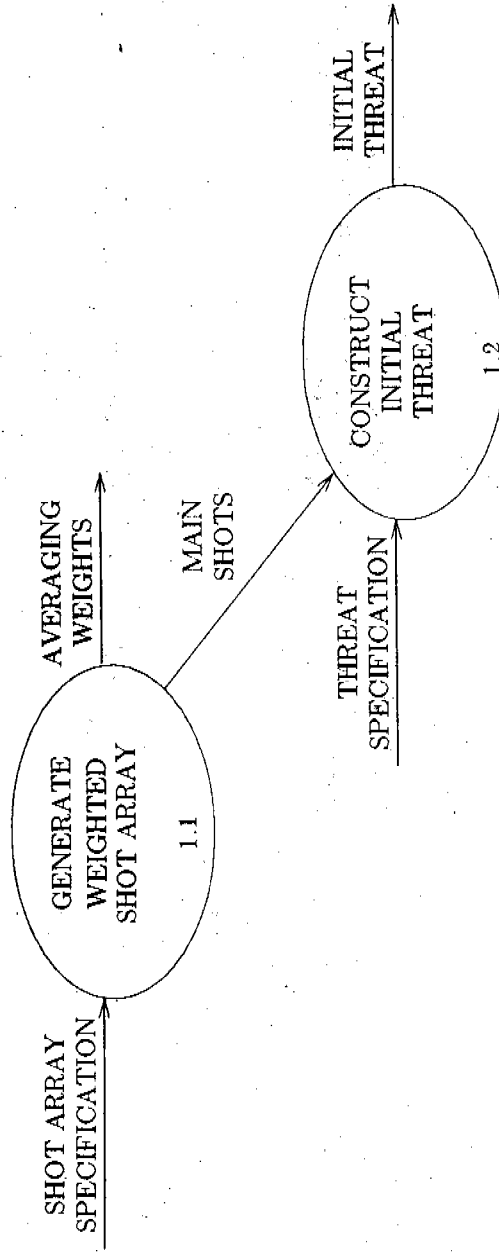 SHOT ARRAY
SPECIFICATION
GENERATE
WEIGHTED
SHOT ARRAY
1.1
AVERAGING
WEIGHTS
MAIN
SHOTS
THREAT
SPECIFICATION
CONSTRUCT
INITIAL
THREAT
1.2
INITIAL
THREAT